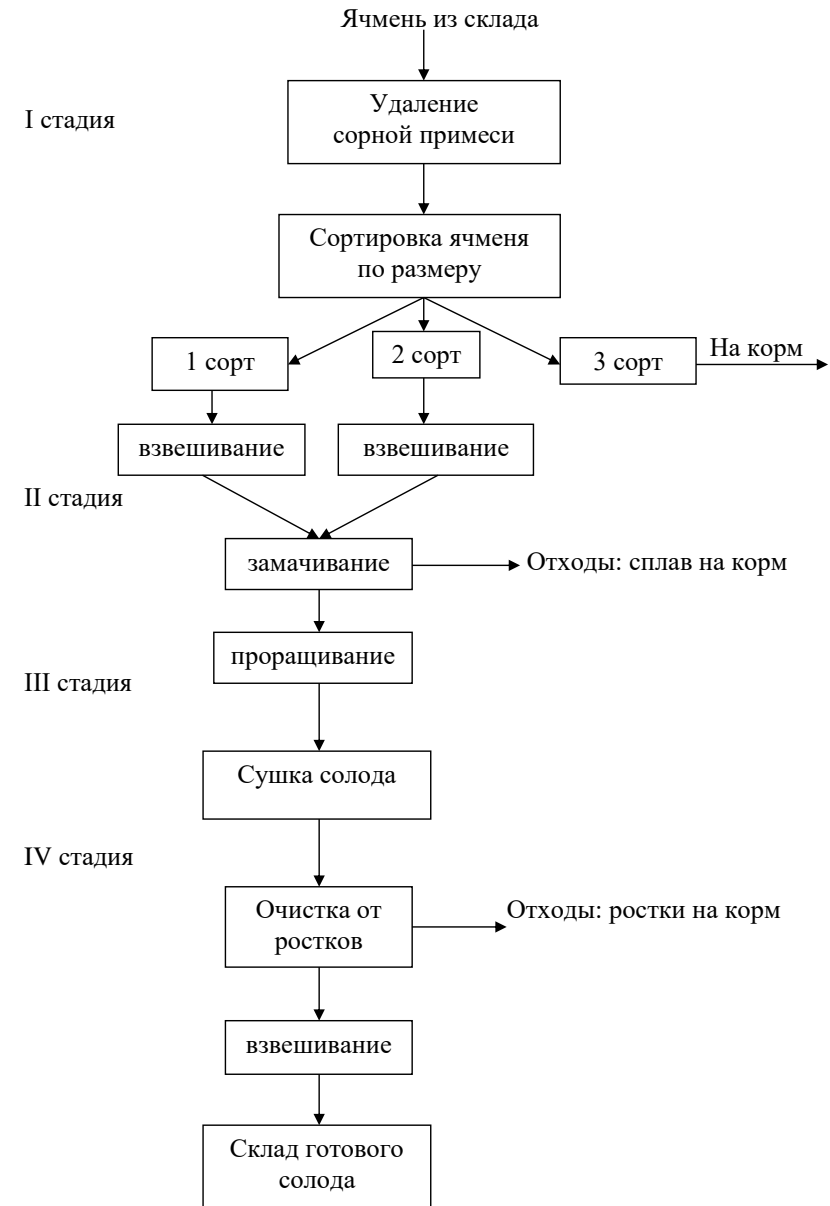 Ячмень из склада
I стадия
Удаление
сорной примеси
Сортировка ячменя
по размеру
1 сорт
2 сорт
3 сорт
На корм
взвешивание
взвешивание
II стадия
замачивание
Отходы: сплав на корм
проращивание
III стадия
Сушка солода
IV стадия
Очистка от
ростков
Отходы: ростки на корм
взвешивание
Склад готового
солода